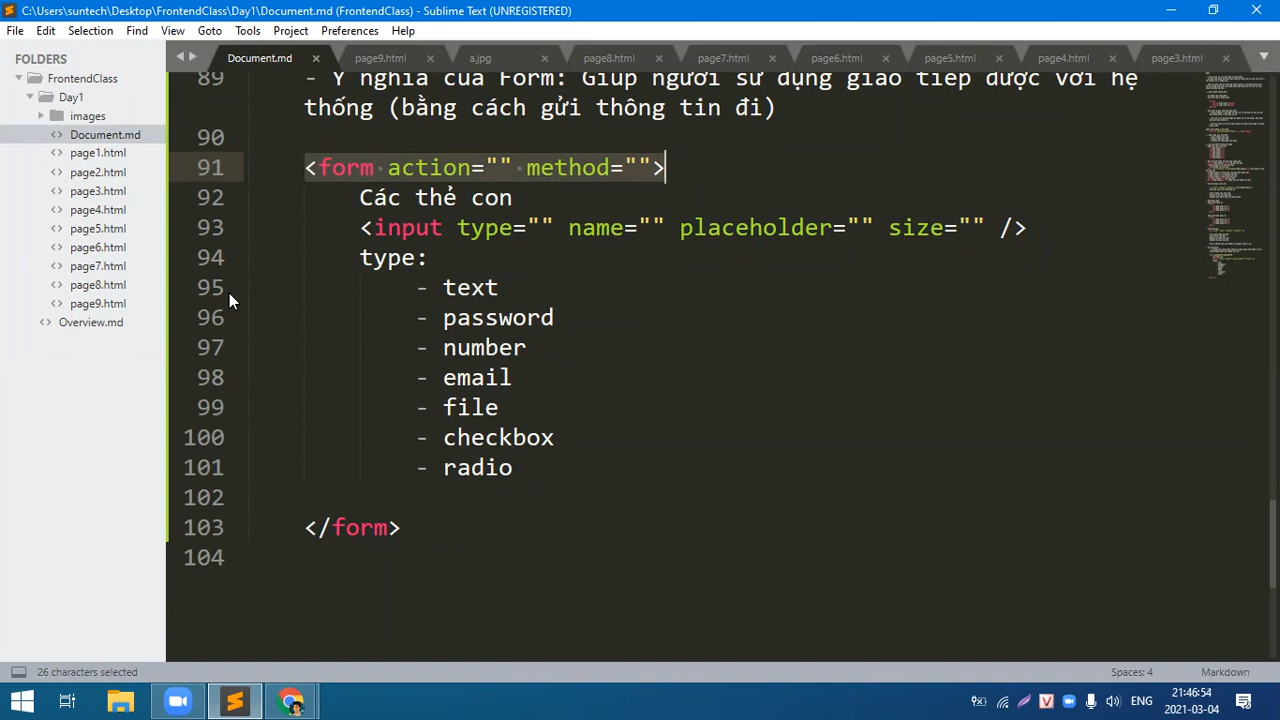 C:\Users\suntech\Desktop\FrontendClass\Day1\Document.md (FrontendClass) - Sublime Text (UNREGISTERED)
File Edit Selection Find View Goto Tools Project Preferences Help
FOLDERS
FrontendClass
Day1
images
Document.md
page1.html
page2.html
page3.html
page4.html
page5.html
page6.html
page7.html
page8.html
page9.html
Overview.md
Document.md page9.html a.jpg page8.html page7.html page6.html page5.html page4.html page3.html
89 - Ý nghĩa của Form: Giúp người sử dụng giao tiếp được với hệ
thống (bằng cách gửi thông tin đi)
90
91 <form action="" method="">
92 Các thẻ con
93 <input type="" name="" placeholder="" size="" />
94 type:
95 - text
96 - password
97 - number
98 - email
99 - file
100 - checkbox
101 - radio
102
103 </form>
104
26 characters selected
Spaces: 4 Markdown
ENG
21:46:54
2021-03-04